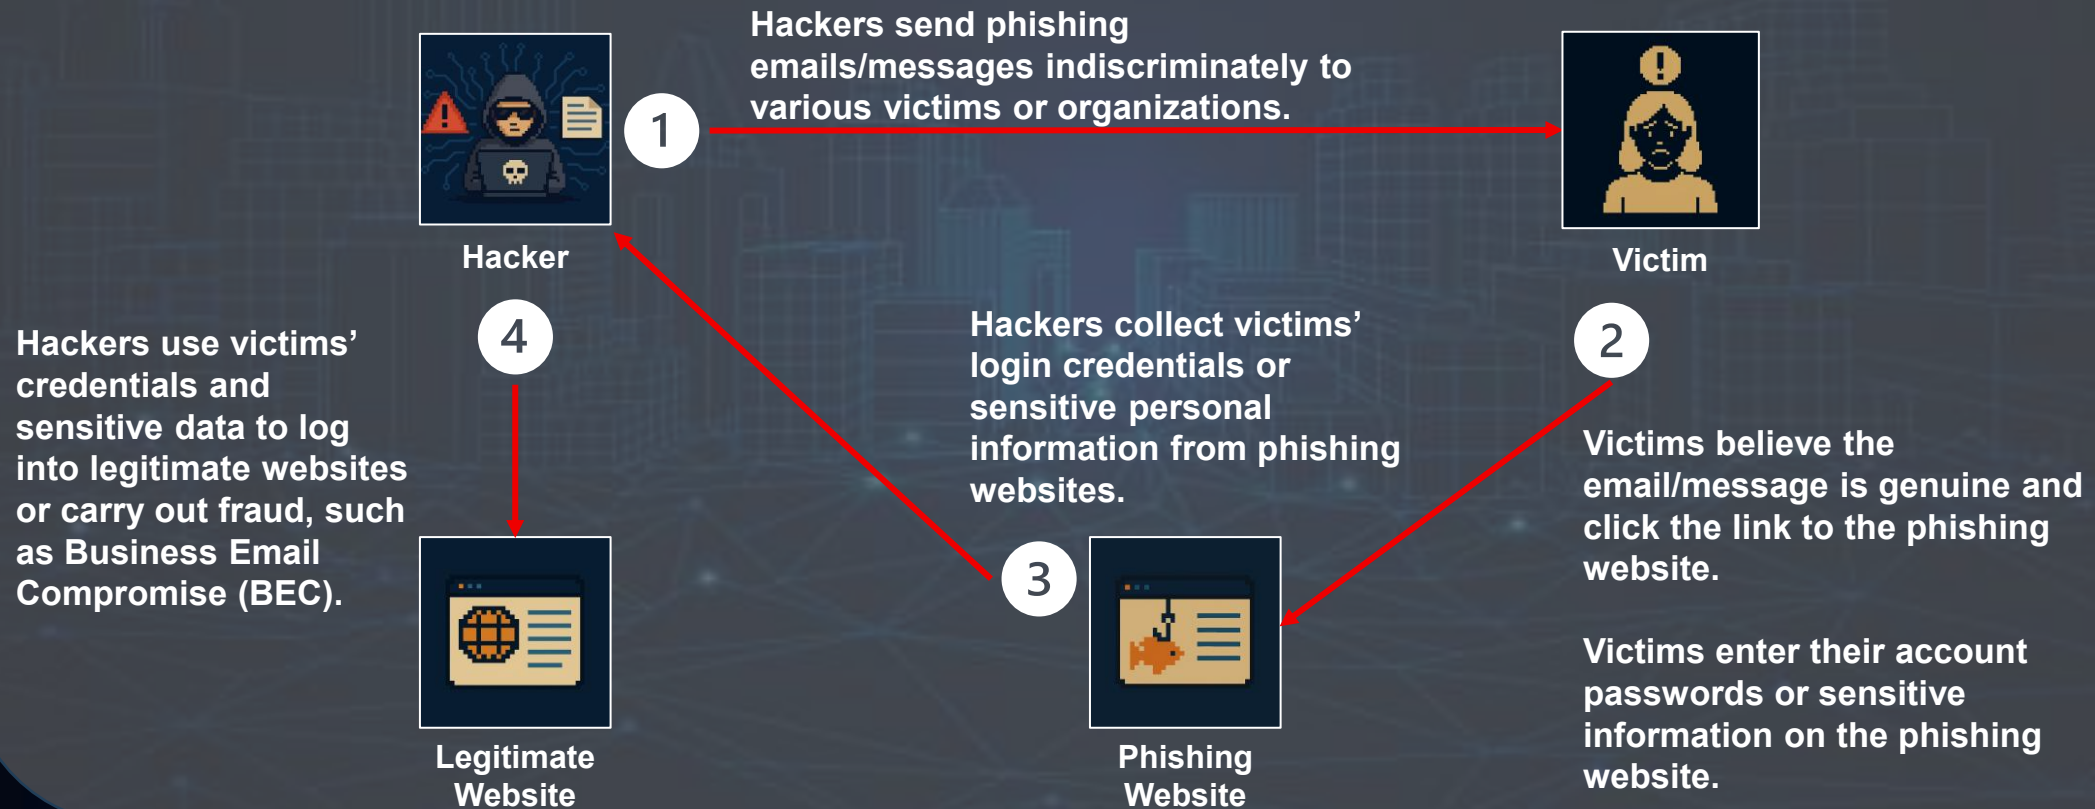 Hackers send phishing
emails/messages indiscriminately to
various victims or organizations.
1
Hacker
Victim
2
Victims believe the
email/message is genuine and
click the link to the phishing
website.
Victims enter their account
passwords or sensitive
information on the phishing
website.
Hackers collect victims’
login credentials or
sensitive personal
information from phishing
websites.
3
Phishing
Website
4
Hackers use victims’
credentials and
sensitive data to log
into legitimate websites
or carry out fraud, such
as Business Email
Compromise (BEC).
Legitimate
Website